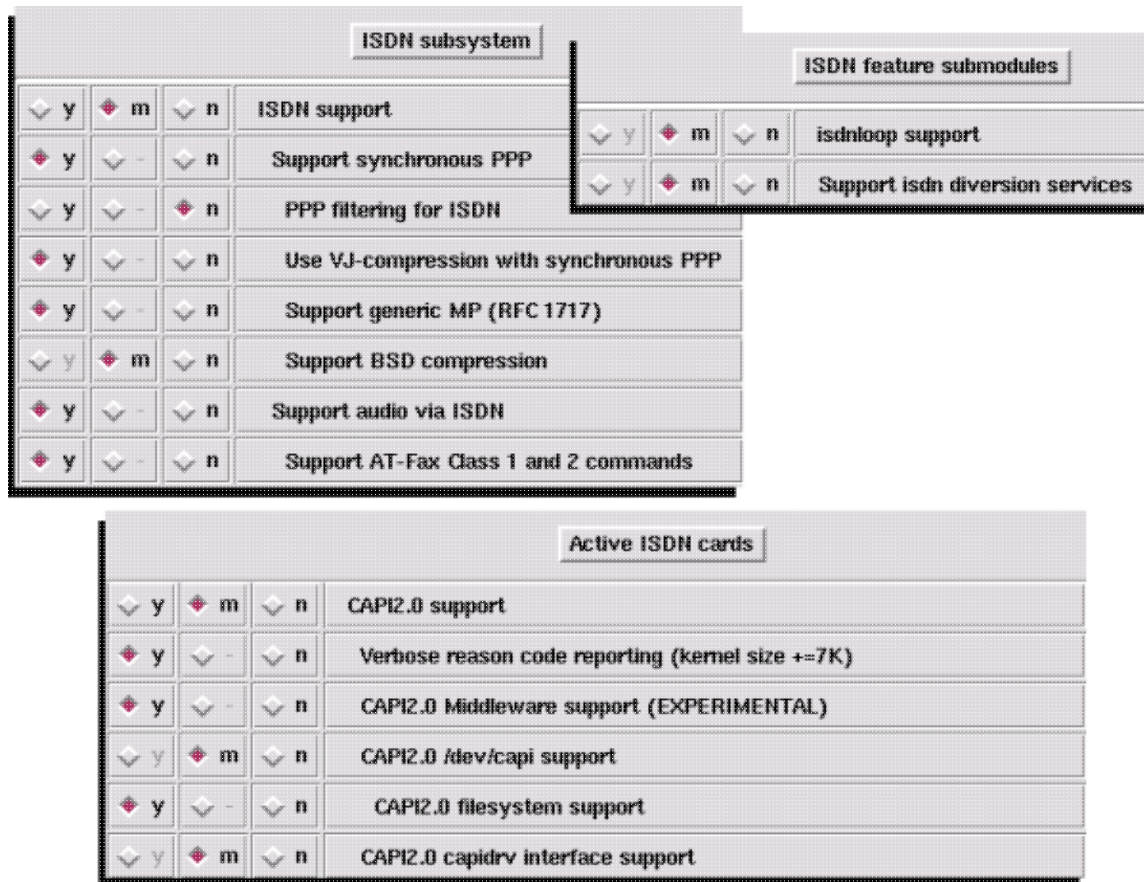 ISDN subsystem
y m n ISDN support
y - n Support synchronous PPP
y - n PPP filtering for ISDN
y - n Use VJ-compression with synchronous PPP
y - n Support generic MP (RFC 1717)
y m n Support BSD compression
y - n Support audio via ISDN
y - n Support AT-Fax Class 1 and 2 commands
ISDN feature submodules
y m n isdnloop support
y m n Support isdn diversion services
Active ISDN cards
y m n CAPI2.0 support
y - n Verbose reason code reporting (kernel size +=7K)
y - n CAPI2.0 Middleware support (EXPERIMENTAL)
y m n CAPI2.0 /dev/capi support
y - n CAPI2.0 filesystem support
y m n CAPI2.0 capidrv interface support